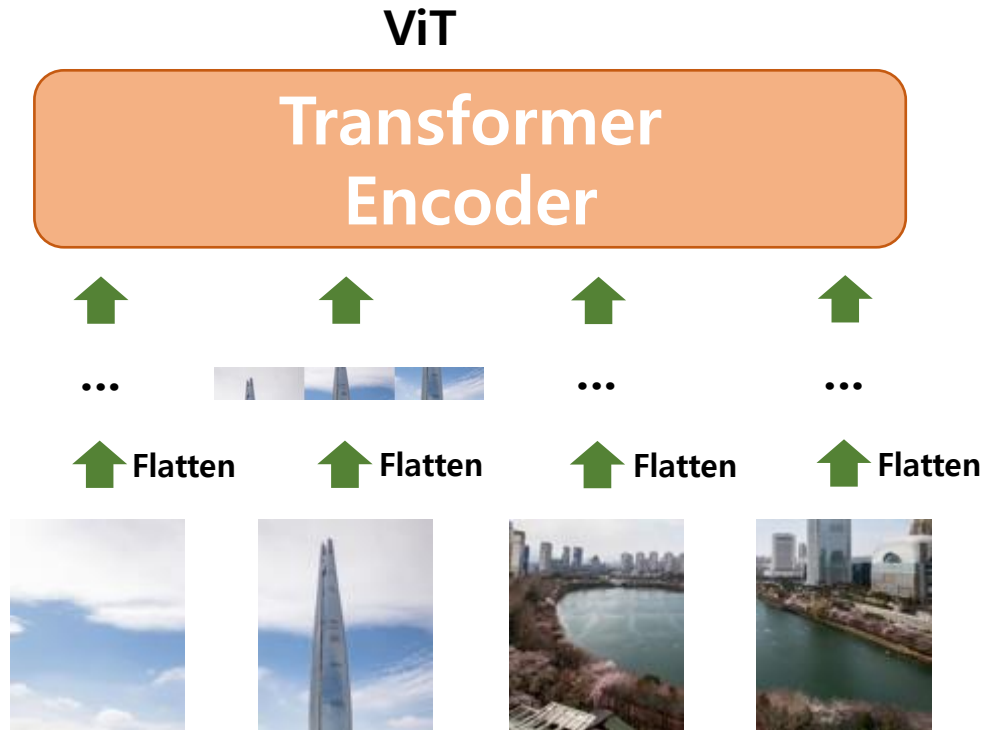 ViT
Transformer
Encoder
... ... ...
Flatten Flatten Flatten Flatten